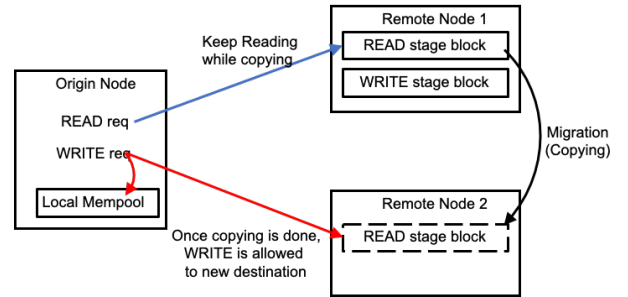 Remote Node 1
READ stage block
WRITE stage block
Keep Reading
while copying
Origin Node
READ req
WRITE req
Local Mempool
Migration
(Copying)
Remote Node 2
READ stage block
Once copying is done,
WRITE is allowed
to new destination